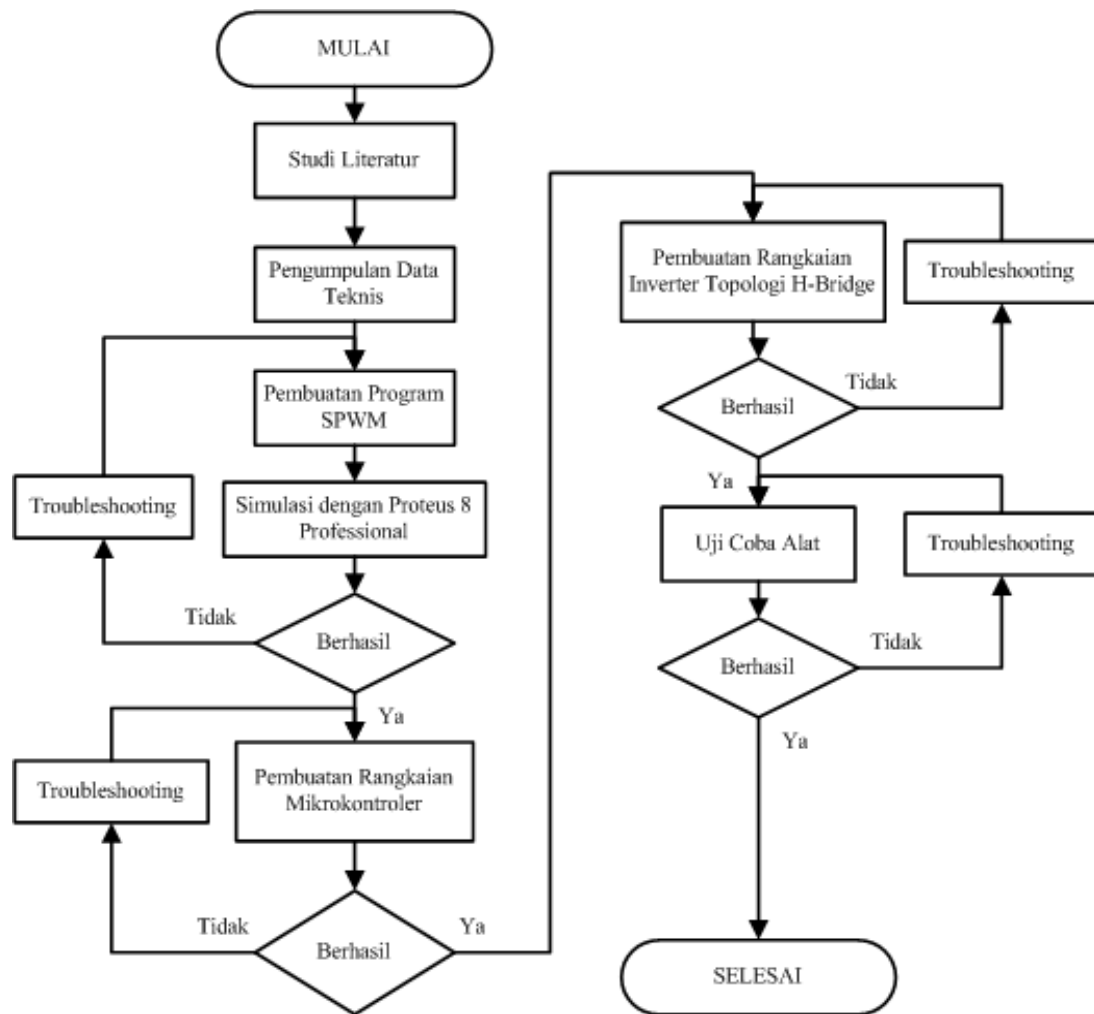 MULAI
Studi Literatur
Pengumpulan Data
Teknis
Pembuatan Program
SPWM
Troubleshooting
Simulasi dengan Proteus 8
Professional
Tidak
Berhasil
Ya
Troubleshooting
Pembuatan Rangkaian
Mikrokontroler
Tidak
Berhasil
Ya
Pembuatan Rangkaian
Inverter Topologi H-Bridge
Troubleshooting
Tidak
Berhasil
Ya
Uji Coba Alat
Troubleshooting
Tidak
Berhasil
Ya
SELESAI